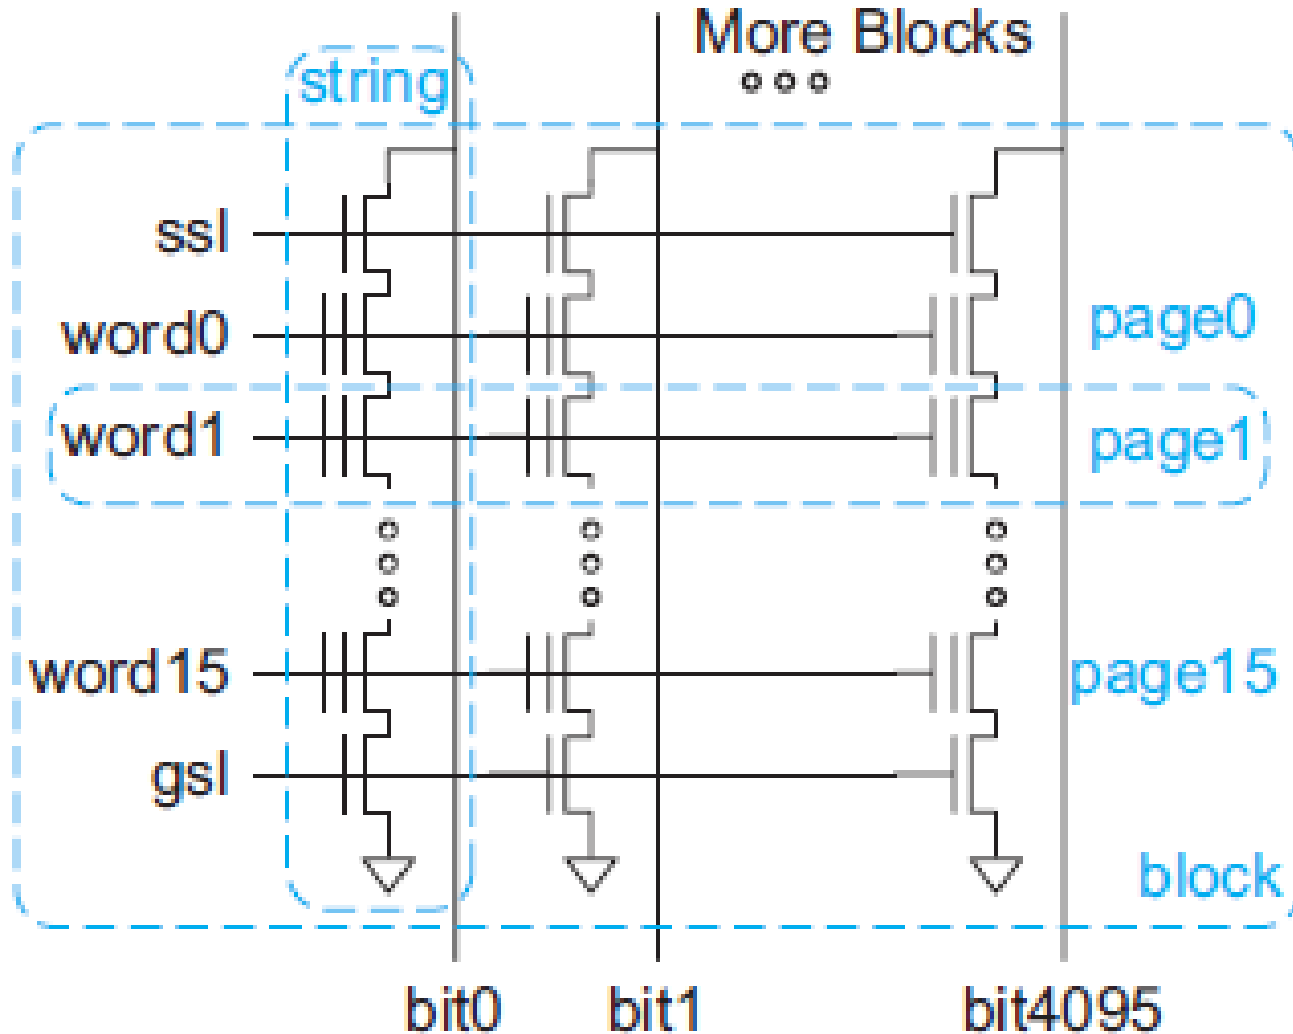 More Blocks
string
ssl
word0
page0
word1
page1
word15
page15
gsl
block
bit0
bit1
bit4095